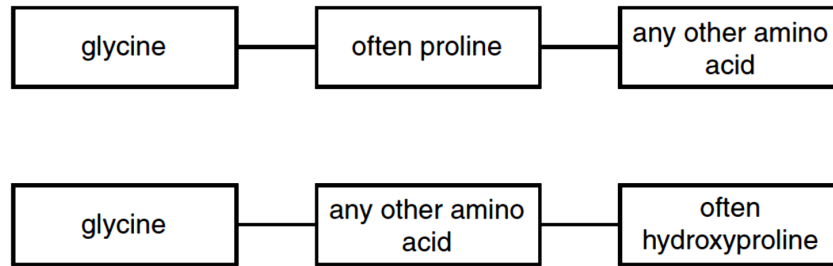 glycine
often proline
any other amino
acid
glycine
any other amino
acid
often
hydroxyproline